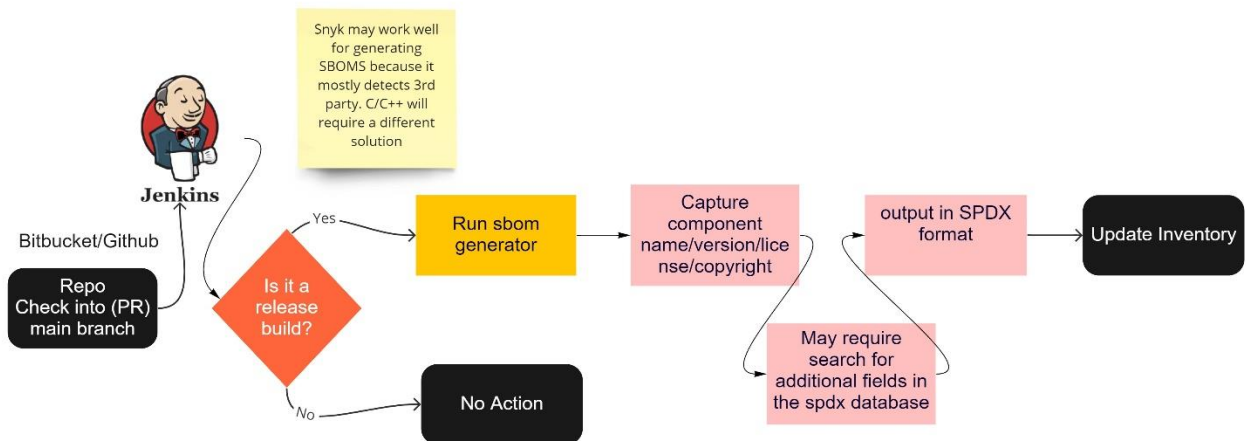 Snyk may work well
for generating
SBOMS because it
mostly detects 3rd
party. C/C++ will
require a different
solution
Jenkins
Bitbucket/Github
Repo
Check into (PR)
main branch
Is it a
release
build?
Yes
No
Run sbom
generator
No Action
Capture
component
name/version/lice
nse/copyright
May require
search for
additional fields in
the spdx database
output in SPDX
format
Update Inventory